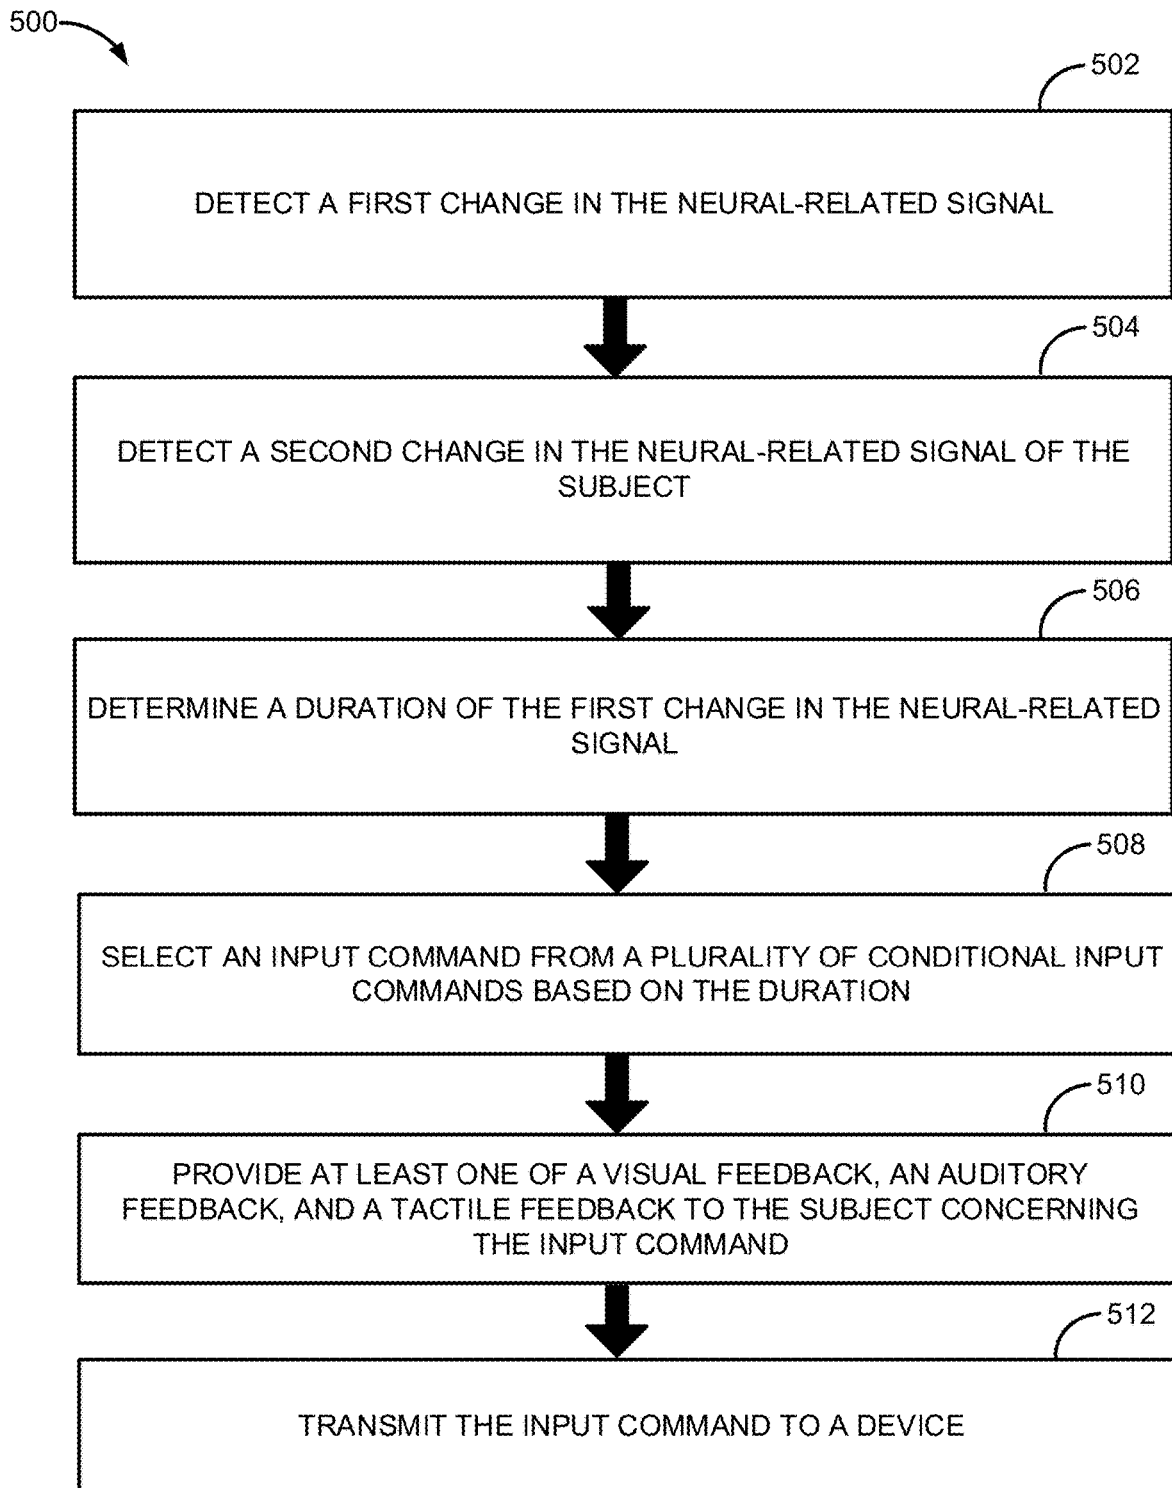 500
502
DETECT A FIRST CHANGE IN THE NEURAL-RELATED SIGNAL
504
DETECT A SECOND CHANGE IN THE NEURAL-RELATED SIGNAL OF THE
SUBJECT
506
DETERMINE A DURATION OF THE FIRST CHANGE IN THE NEURAL-RELATED
SIGNAL
508
SELECT AN INPUT COMMAND FROM A PLURALITY OF CONDITIONAL INPUT
COMMANDS BASED ON THE DURATION
510
PROVIDE AT LEAST ONE OF A VISUAL FEEDBACK, AN AUDITORY
FEEDBACK, AND A TACTILE FEEDBACK TO THE SUBJECT CONCERNING
THE INPUT COMMAND
512
TRANSMIT THE INPUT COMMAND TO A DEVICE